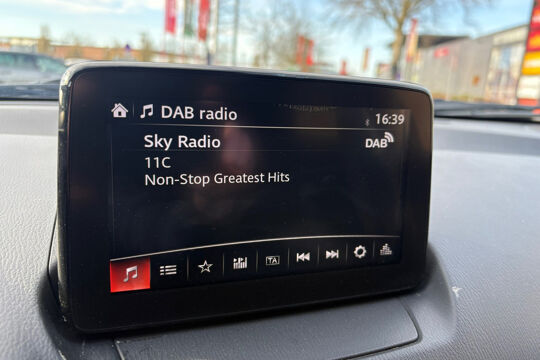 DAB radio
16:39
Sky Radio
DAB
11C
Non-Stop Greatest Hits
TA